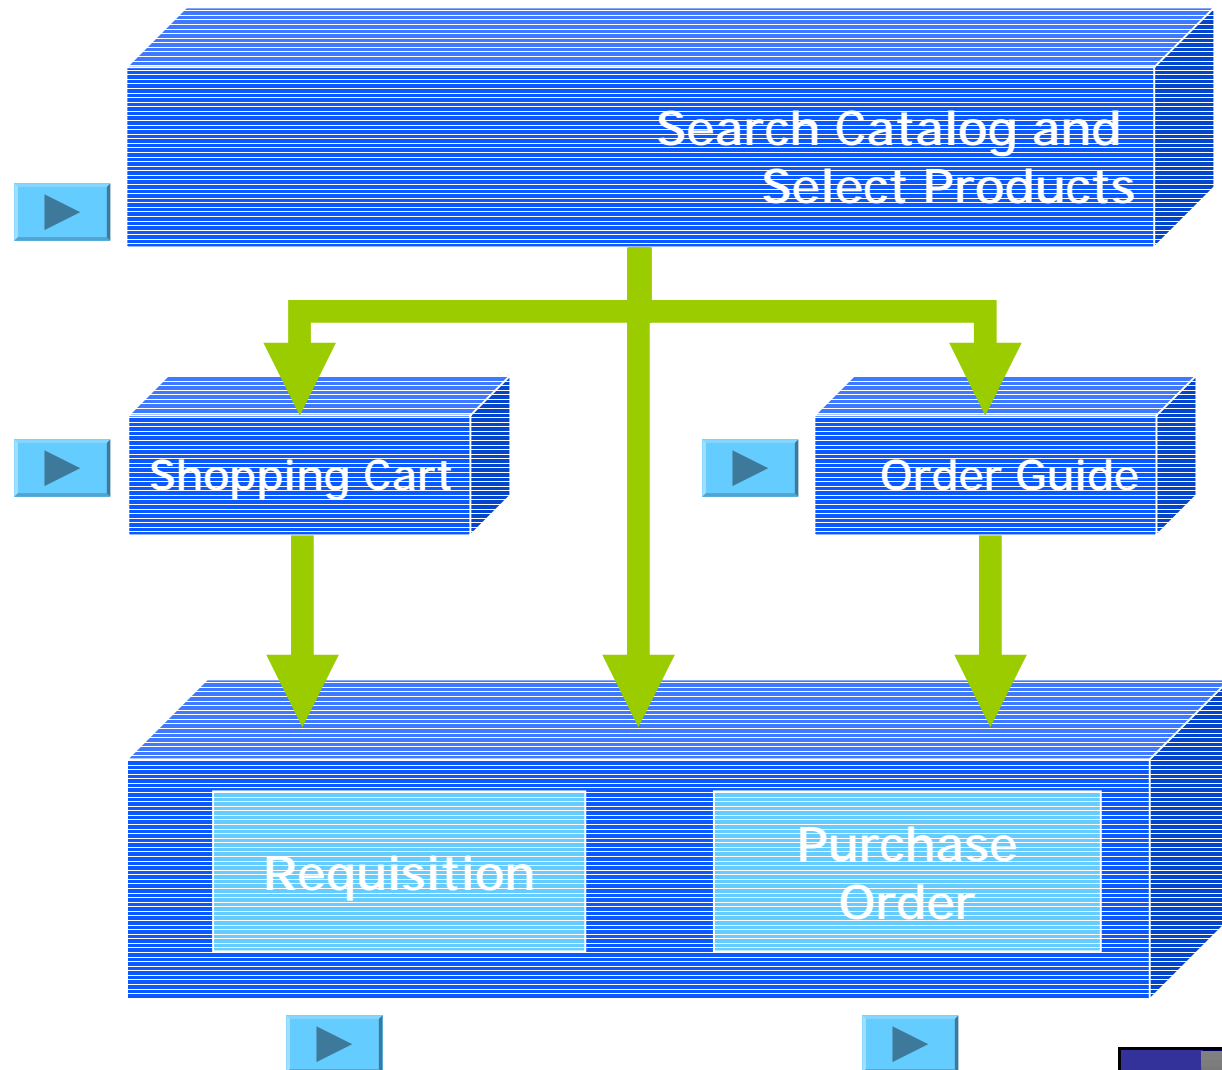 Search Catalog and
Select Products
Shopping Cart
Order Guide
Requisition
Purchase
Order